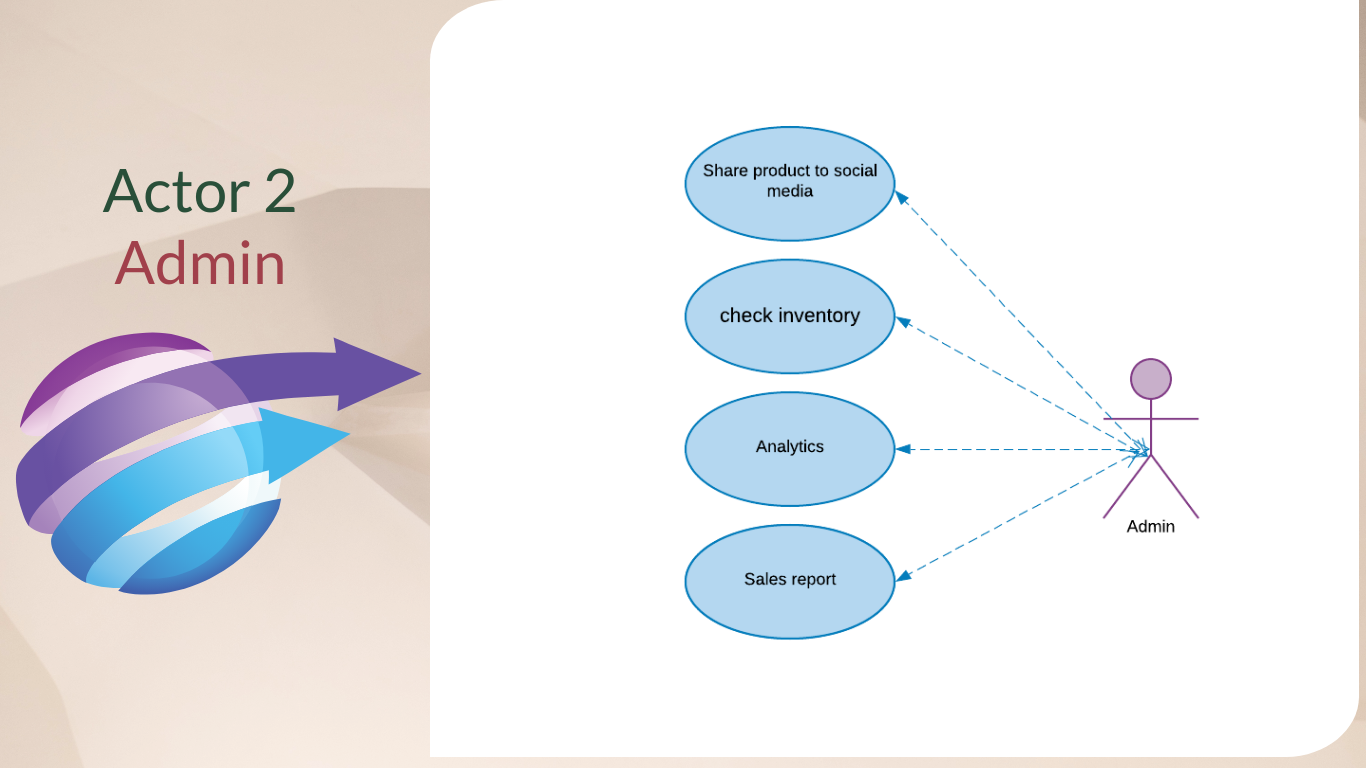 Actor 2
Admin
Share product to social
media
check inventory
Analytics
Sales report
Admin